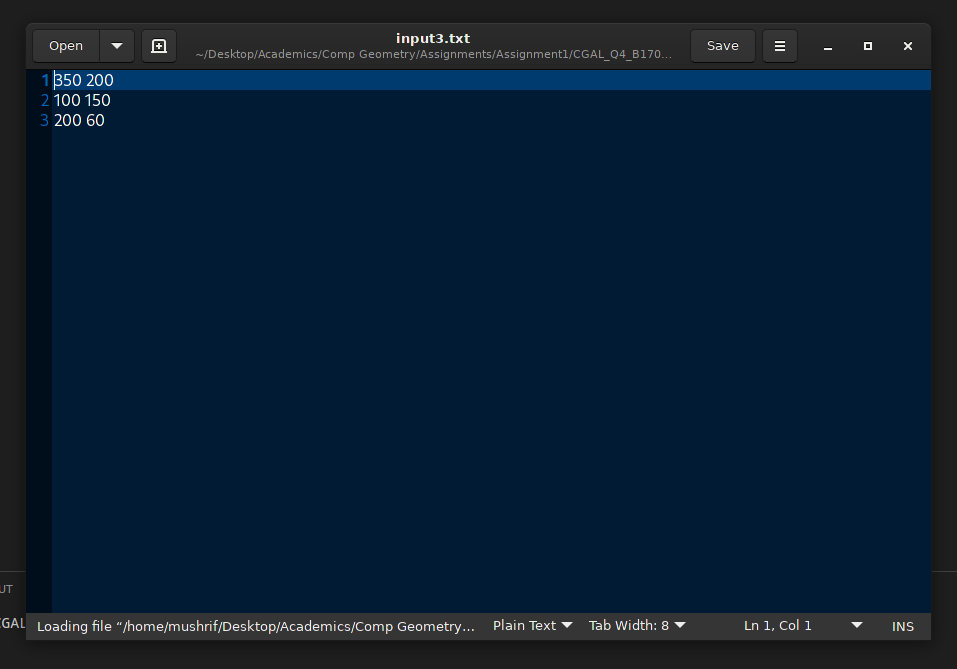 input3.txt
Open
~/Desktop/Academics/Comp Geometry/Assignments/Assignment1/CGAL_Q4_B170...
Save
1 350 200
2 100 150
3 200 60
UT
CGAL
Loading file “/home/mushrif/Desktop/Academics/Comp Geometry... Plain Text Tab Width: 8 Ln 1, Col 1 INS